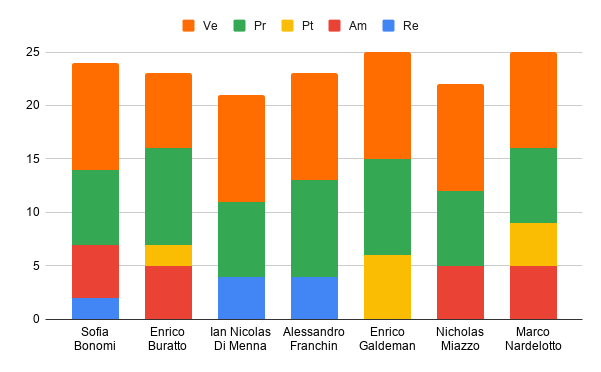 Ve Pr Pt Am Re
25
20
15
10
5
0
Sofia Bonomi
Enrico Buratto
Ian Nicolas Di Menna
Alessandro Franchin
Enrico Galdeman
Nicholas Miazzo
Marco Nardelotto